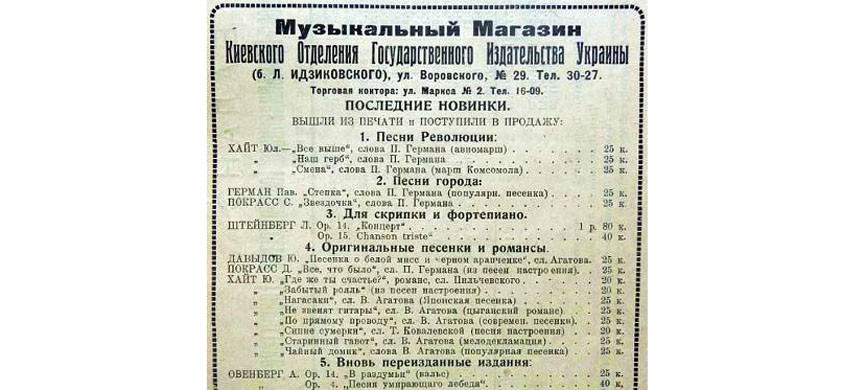 Музыкальный Магазин
Киевского Отделения Государственного Издательства Украины
(б. Л. ИДЗИКОВСКОГО), ул. Воровского, № 29. Тел. 30-27.
Торговая контора: ул. Маркса № 2. Тел. 16-09.
ПОСЛЕДНИЕ НОВИНКИ.
ВЫШЛИ ИЗ ПЕЧАТИ и ПОСТУПИЛИ В ПРОДАЖУ:
1. Песни Революции:
ХАЙТ Юл.—„Все выше“, слова П. Германа (авиомарш) . . . . . 25 к.
„ „Наш герб“, слова П. Германа . . . . . 25 к.
„ „Смена“, слова П. Германа (марш Комсомола) . . . . . 25 к.
2. Песни города:
ГЕРМАН Пав. „Степка“, слова П. Германа (популярн. песенка) . . . . 25 к.
ПОКРАСС С. „Звездочка“, слова П. Германа . . . . . 25 к.
3. Для скрипки и фортепиано.
ШТЕЙНБЕРГ Л. Ор. 14. „Концерт“ . . . . . 1 р. 80 к.
„ Ор. 15. Chanson triste“ . . . . . 40 к.
4. Оригинальные песенки и романсы.
ДАВЫДОВ Ю. „Песенка о белой мисс и черном арапченке“, сл. Агатова. 25 к.
ПОКРАСС Д. „Все, что было“, сл. П. Германа (из песен настроения). 25 к.
ХАЙТ Ю. „Где же ты счастье?“, романс, сл. Пильчевского . . . . 20 к.
„ „Забытый рояль“ (из песен настроения) . . . . . 20 к.
„ „Нагасаки“, сл. В. Агатова (Японская песенка) . . . . . 25 к.
„ „Не звенят гитары“, сл. В. Агатова (цыганский романс) . . . 25 к.
„ „По прямому проводу“, сл. В. Агатова (современ. песенка). . 25 к.
„ „Синие сумерки“, сл. Т. Ковалевской (песня настроения) . . 20 к.
„ „Старинный гавот“, сл. В. Агатова (мелодекламация) . . . 25 к.
„ „Чайный домик“, слова В. Агатова (популярная песенка) . . . 25 к.
5. Вновь переизданные издания:
ОВЕНБЕРГ А. Ор. 14. „В раздумьи“ (вальс) . . . . . 25 к.
„ Ор. 4. „Песня умирающего лебедя“. . . . . 40 к.